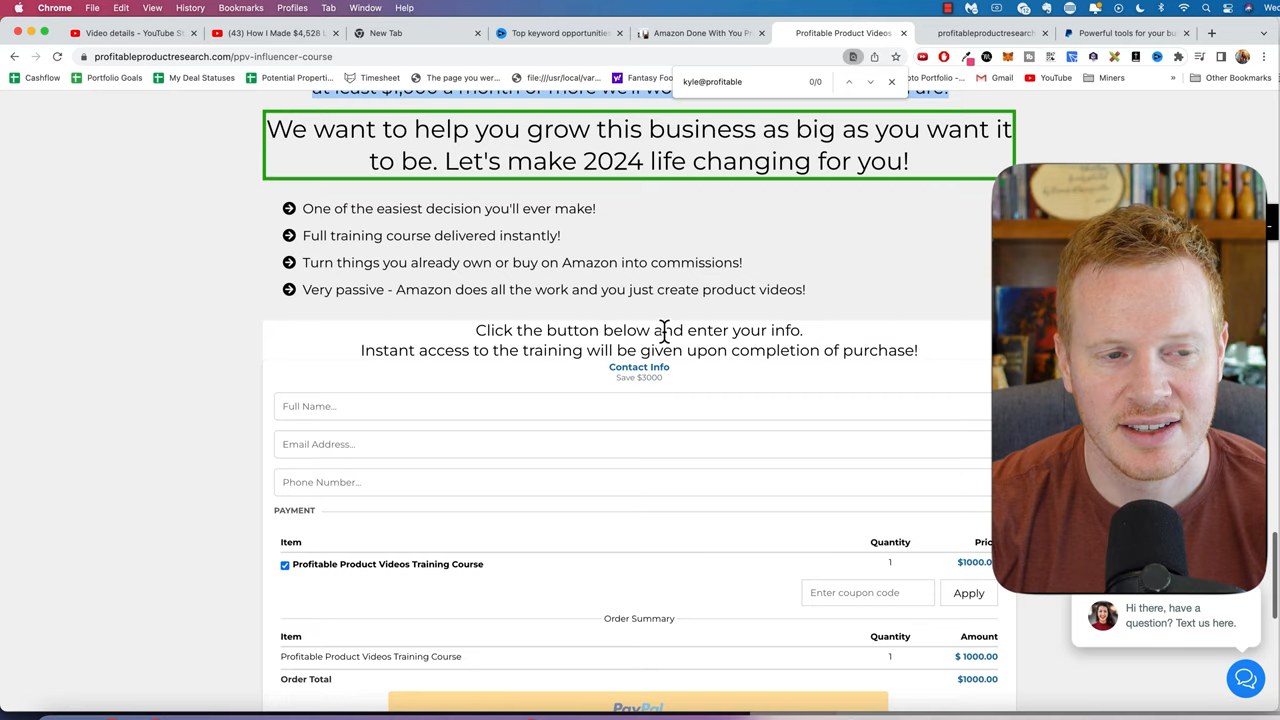 Chrome File Edit View History Bookmarks Profiles Tab Window Help
Video details - YouTube St
(43) How I Made $4,528
New Tab
Top keyword opportunities
Amazon Done With You Pr
Profitable Product Videos
profitableproductresearch
Powerful tools for your bu
profitableproductresearch.com/ppv-influencer-course
Cashflow
Portfolio Goals
My Deal Statuses
Potential Properti...
Timesheet
The page you wer...
file:///usr/local/var...
Fantasy Foo
oto Portfolio -...
Gmail
YouTube
Miners
Other Bookmarks
kyle@profitable 0/0
We want to help you grow this business as big as you want it
to be. Let's make 2024 life changing for you!
One of the easiest decision you'll ever make!
Full training course delivered instantly!
Turn things you already own or buy on Amazon into commissions!
Very passive - Amazon does all the work and you just create product videos!
Click the button below and enter your info.
Instant access to the training will be given upon completion of purchase!
Contact Info
Save $3000
Full Name...
Email Address...
Phone Number...
PAYMENT
Item Quantity Pric
Profitable Product Videos Training Course 1 $1000.0
Enter coupon code Apply
Order Summary
Item Quantity Amount
Profitable Product Videos Training Course 1 $ 1000.00
Order Total $1000.00
PayPal
Hi there, have a
question? Text us here.